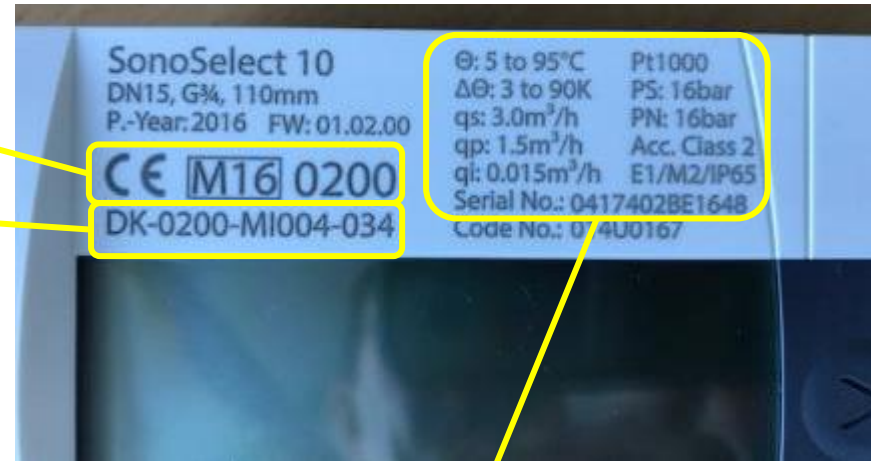 SonoSelect 10
DN15, G¾, 110mm
P.-Year: 2016 FW: 01.02.00
CE M16 0200
DK-0200-MI004-034
Θ: 5 to 95°C Pt1000
ΔΘ: 3 to 90K PS: 16bar
qs: 3.0m³/h PN: 16bar
qp: 1.5m³/h Acc. Class 2
qi: 0.015m³/h E1/M2/IP65
Serial No.: 0417402BE1648
Code No.: 014U0167